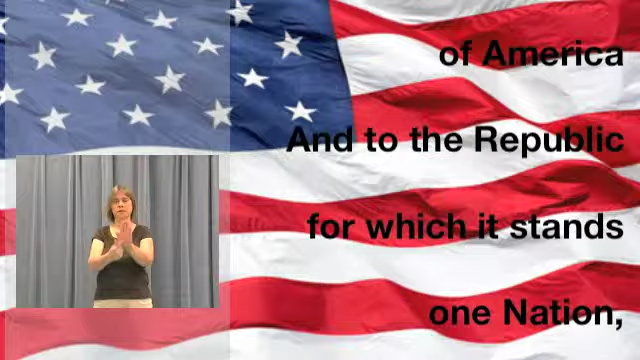 of America
And to the Republic
for which it stands
one Nation,